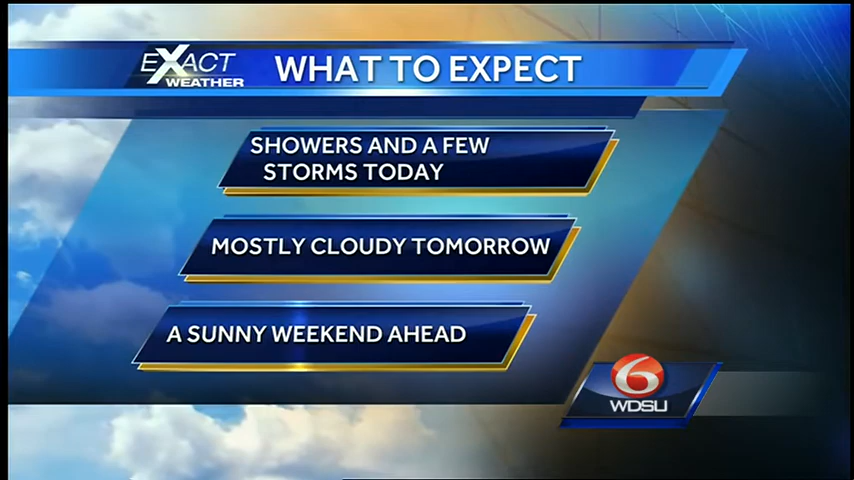 EXACT
WEATHER
WHAT TO EXPECT
SHOWERS AND A FEW
STORMS TODAY
MOSTLY CLOUDY TOMORROW
A SUNNY WEEKEND AHEAD
6
WDSU